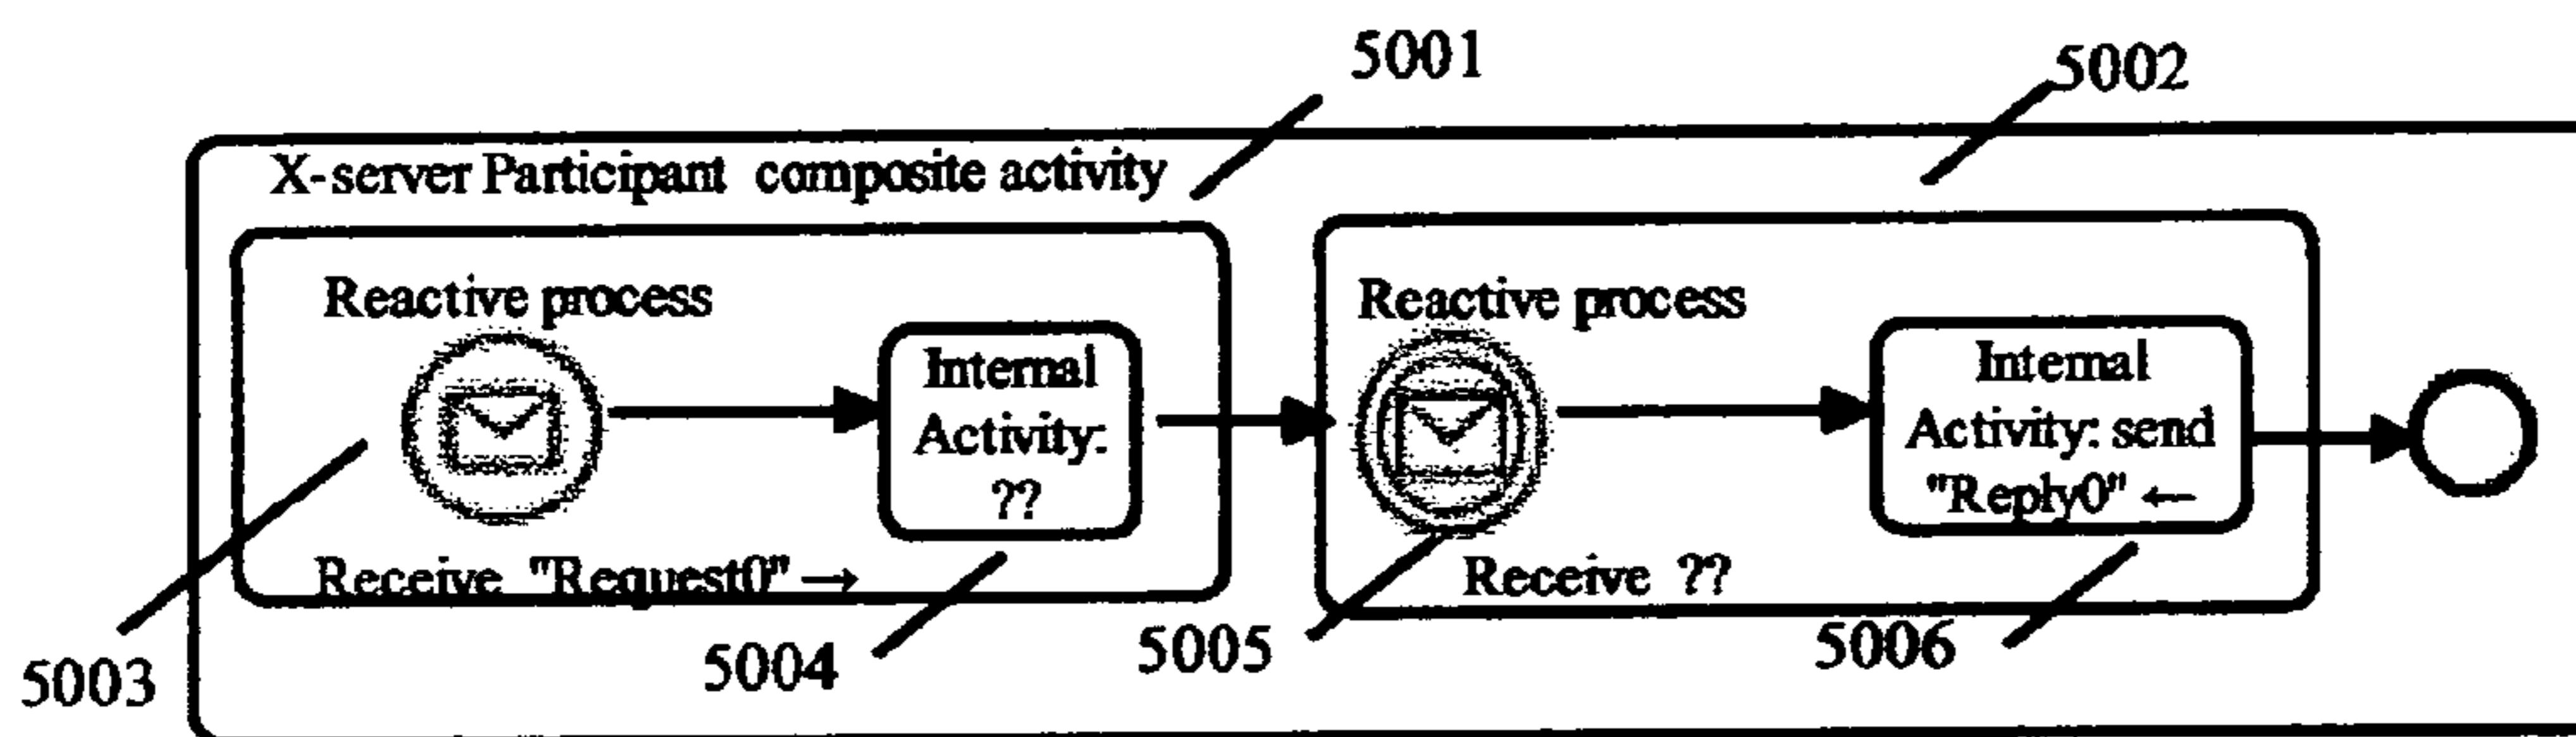 5001
5002
X-server Participant composite activity
Reactive process
Internal
Activity:
??
Receive "Request0" →
Reactive process
Internal
Activity: send
"Reply0" ←
Receive ??
5003
5004
5005
5006